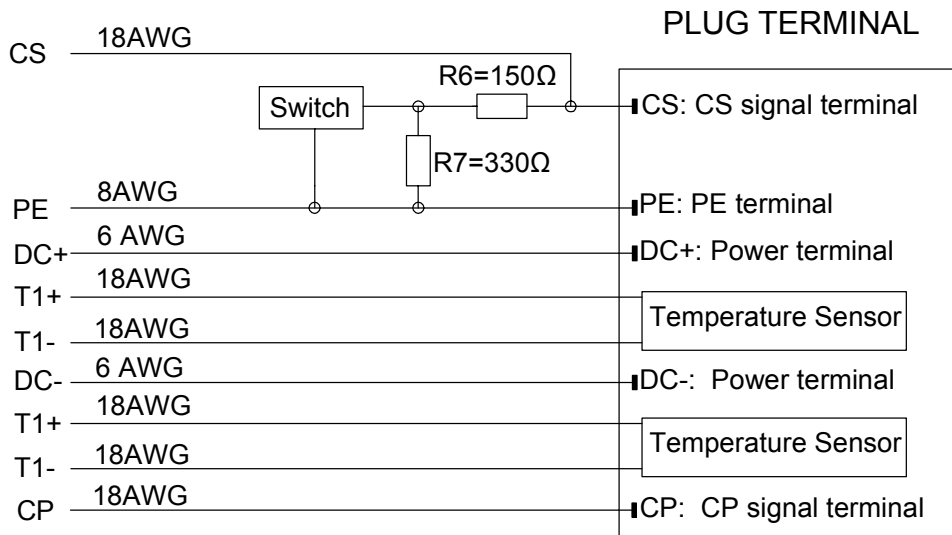 PLUG TERMINAL
CS 18AWG
R6=150Ω
Switch
CS: CS signal terminal
R7=330Ω
PE 8AWG
PE: PE terminal
DC+ 6 AWG
DC+: Power terminal
T1+ 18AWG
Temperature Sensor
T1- 18AWG
DC- 6 AWG
DC-: Power terminal
T1+ 18AWG
Temperature Sensor
T1- 18AWG
CP 18AWG
CP: CP signal terminal